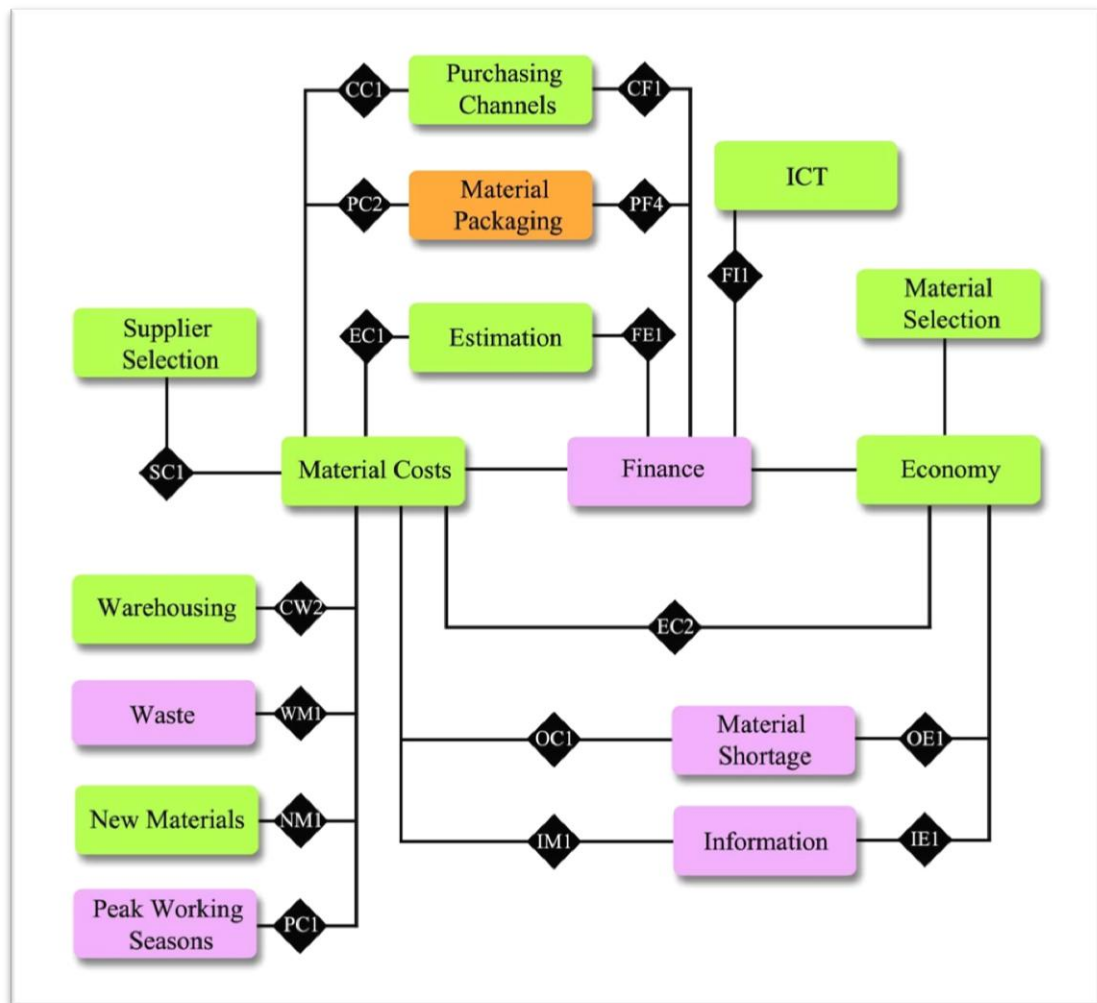 CC1
Purchasing
Channels
CF1
PC2
Material
Packaging
PF4
ICT
FI1
Material
Selection
Supplier
Selection
EC1
Estimation
FE1
SC1
Material Costs
Finance
Economy
Warehousing
CW2
EC2
Waste
WM1
OC1
Material
Shortage
OE1
New Materials
NM1
IM1
Information
IE1
Peak Working
Seasons
PC1